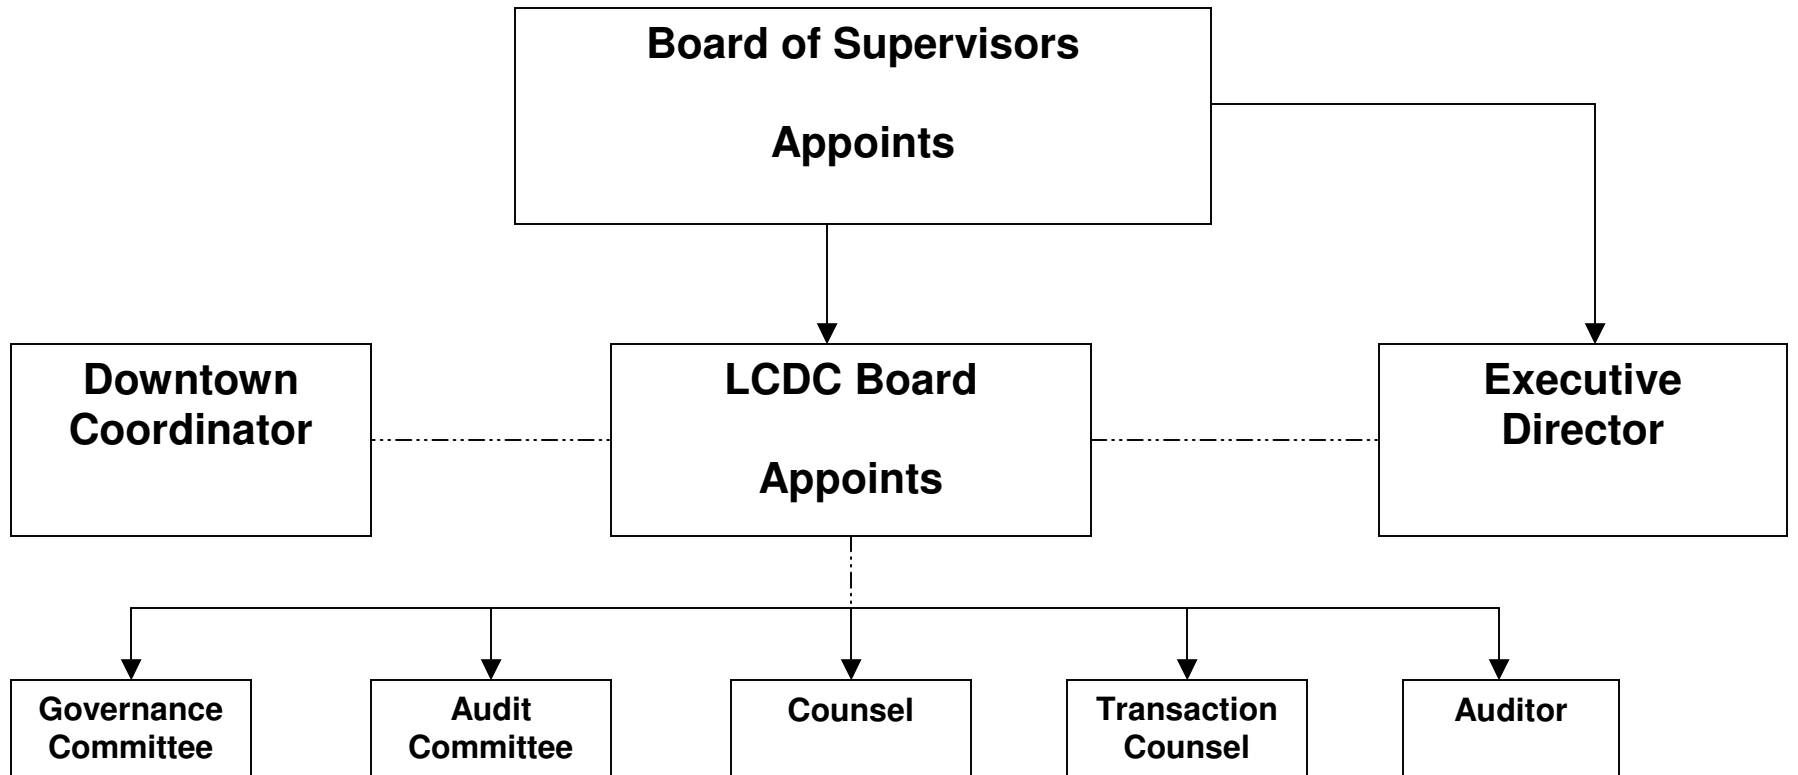 Board of Supervisors
Appoints
Downtown
Coordinator
LCDC Board
Appoints
Executive
Director
Governance
Committee
Audit
Committee
Counsel
Transaction
Counsel
Auditor